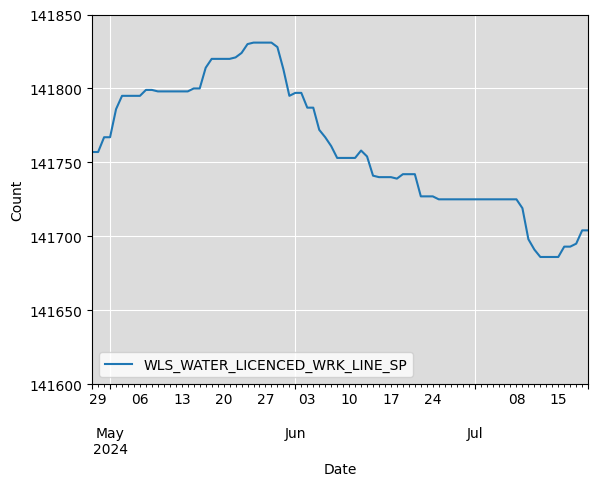 141850
141800
141750
141700
141650
141600
Count
WLS_WATER_LICENCED_WRK_LINE_SP
29 06 13 20 27 03 10 17 24 08 15
May Jun Jul
2024
Date